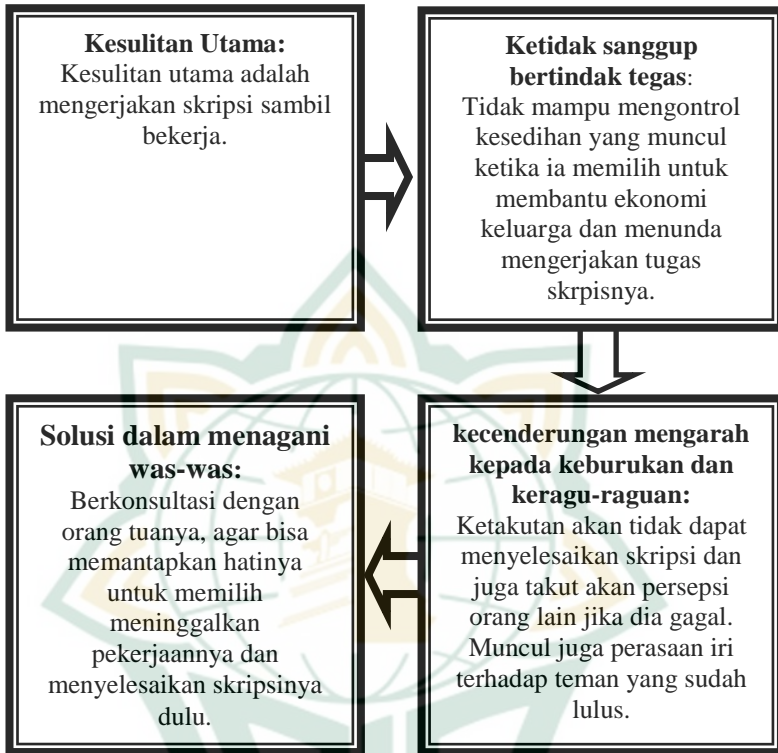 Kesulitan Utama:
Kesulitan utama adalah
mengerjakan skripsi sambil
bekerja.
Ketidak sanggup
bertindak tegas:
Tidak mampu mengontrol
kesedihan yang muncul
ketika ia memilih untuk
membantu ekonomi
keluarga dan menunda
mengerjakan tugas
skrpisnya.
kecenderungan mengarah
kepada keburukan dan
keragu-raguan:
Ketakutan akan tidak dapat
menyelesaikan skripsi dan
juga takut akan persepsi
orang lain jika dia gagal.
Muncul juga perasaan iri
terhadap teman yang sudah
lulus.
Solusi dalam menagani
was-was:
Berkonsultasi dengan
orang tuanya, agar bisa
memantapkan hatinya
untuk memilih
meninggalkan
pekerjaannya dan
menyelesaikan skripsinya
dulu.